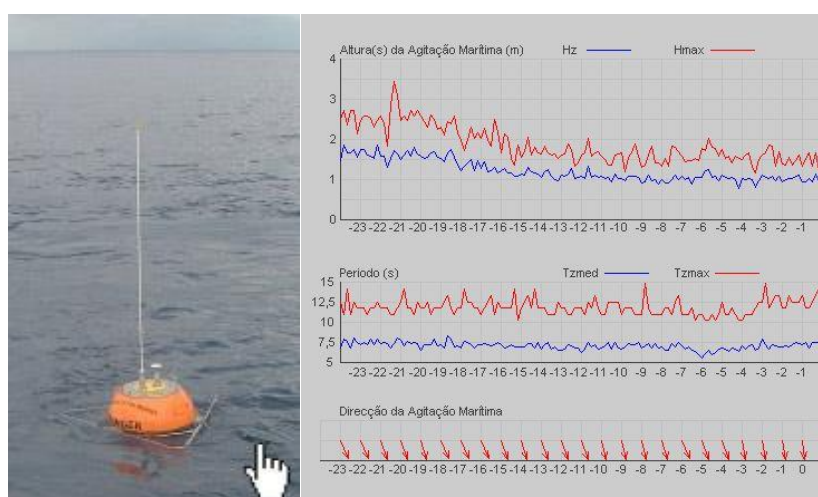 Altura(s) da Agitação Marítima (m) Hz Hmax
4
3
2
1
0
-23 -22 -21 -20 -19 -18 -17 -16 -15 -14 -13 -12 -11 -10 -9 -8 -7 -6 -5 -4 -3 -2 -1
Periodo (s) Tzmed Tzmax
15
12,5
10
7,5
5
-23 -22 -21 -20 -19 -18 -17 -16 -15 -14 -13 -12 -11 -10 -9 -8 -7 -6 -5 -4 -3 -2 -1
Direcção da Agitação Marítima
-23 -22 -21 -20 -19 -18 -17 -16 -15 -14 -13 -12 -11 -10 -9 -8 -7 -6 -5 -4 -3 -2 -1 0